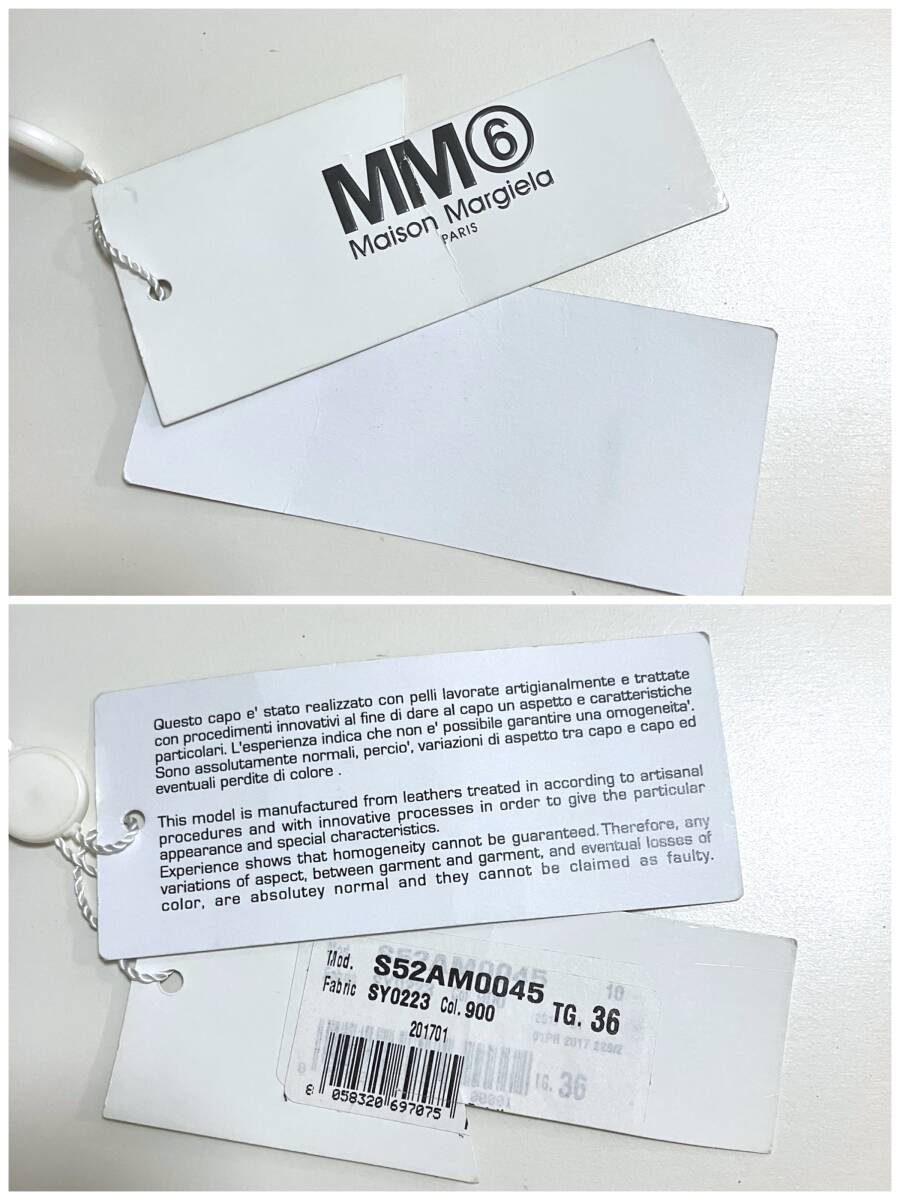 MM6
Maison Margiela
PARIS
Questo capo e' stato realizzato con pelli lavorate artigianalmente e trattate
con procedimenti innovativi al fine di dare al capo un aspetto e caratteristiche
particolari. L'esperienza indica che non e' possibile garantire una omogeneita'.
Sono assolutamente normali, percio', variazioni di aspetto tra capo e capo ed
eventuali perdite di colore .
This model is manufactured from leathers treated in according to artisanal
procedures and with innovative processes in order to give the particular
appearance and special characteristics.
Experience shows that homogeneity cannot be guaranteed. Therefore, any
variations of aspect, between garment and garment, and eventual losses of
color, are absolutey normal and they cannot be claimed as faulty.
Mod. S52AM0045
Fabric SY0223 Col. 900 TG. 36
201701
8 058320 697075
10
TG. 36